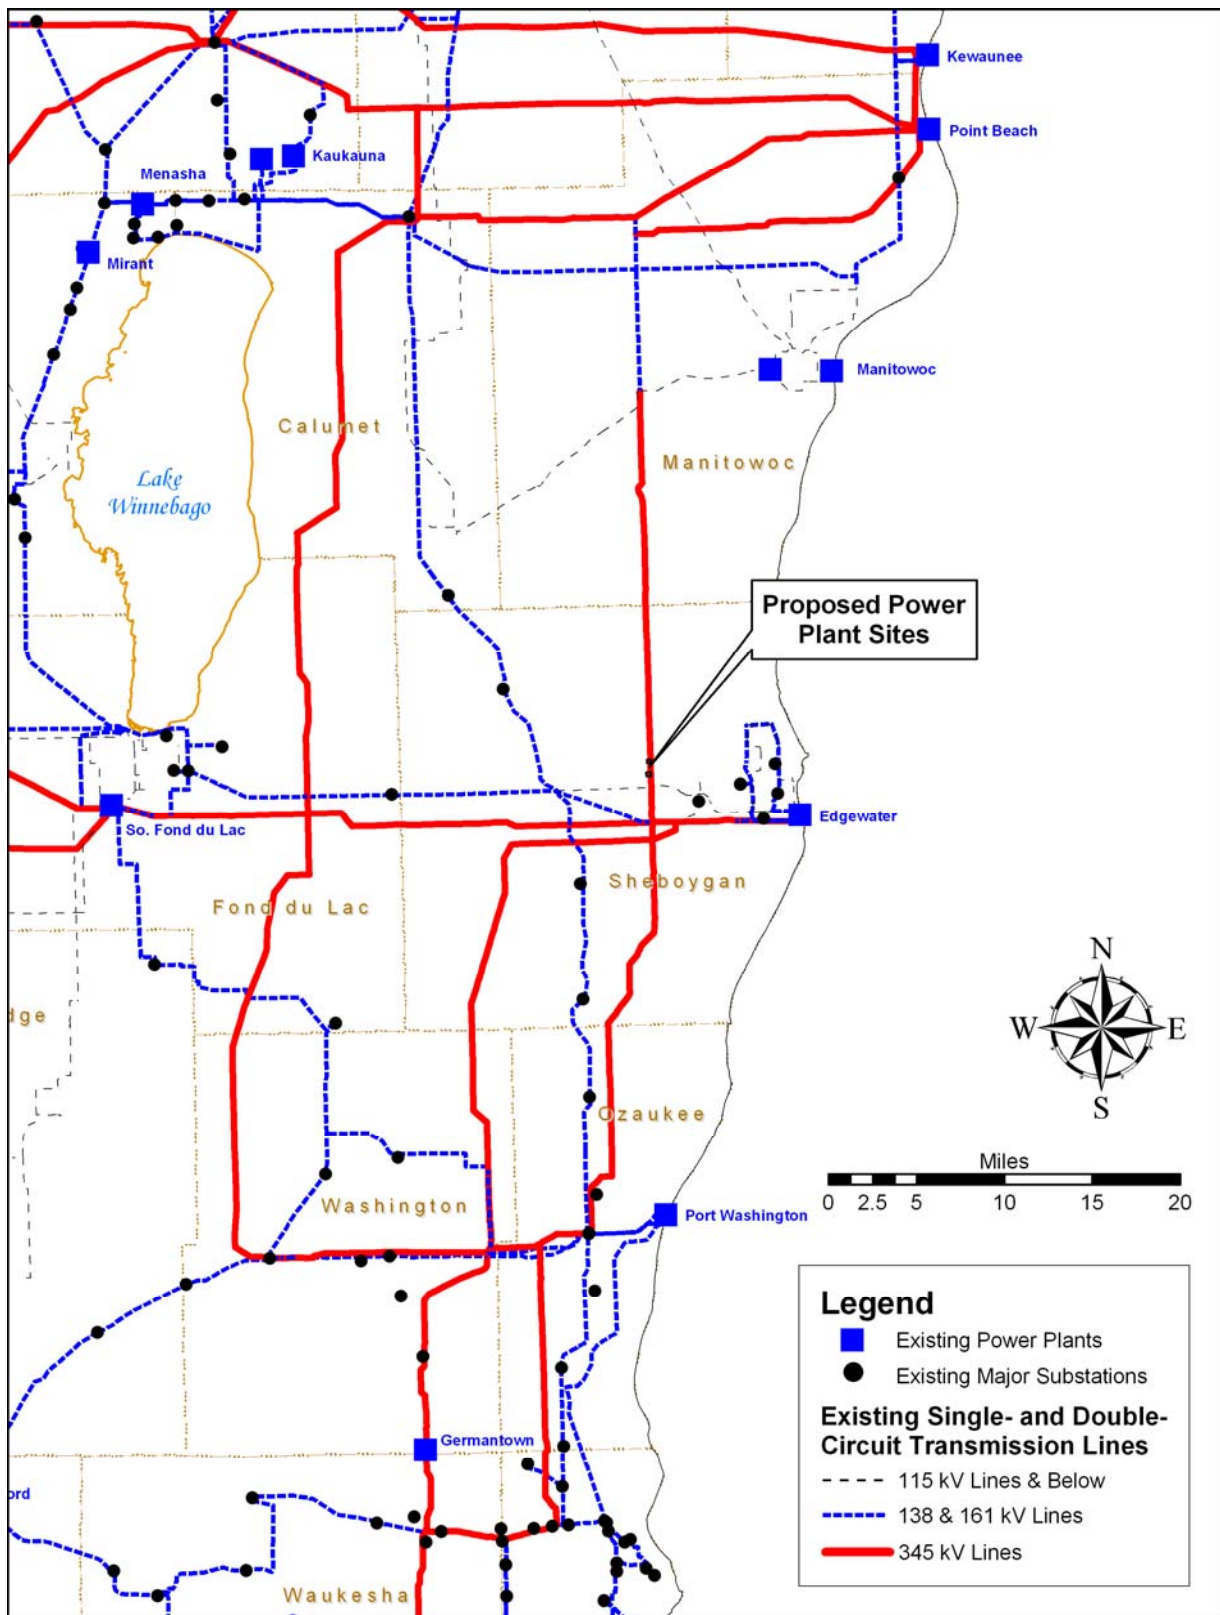 Kewaunee
Point Beach
Kaukauna
Menasha
Mirant
Manitowoc
Calumet
Manitowoc
Lake
Winnebago
Proposed Power
Plant Sites
Edgewater
So. Fond du Lac
Sheboygan
Fond du Lac
dge
N
W
E
S
Ozaukee
Miles
0 2.5 5 10 15 20
Washington
Port Washington
Legend
Existing Power Plants
Existing Major Substations
Existing Single- and Double-
Circuit Transmission Lines
115 kV Lines & Below
138 & 161 kV Lines
345 kV Lines
Germantown
ord
Waukesha